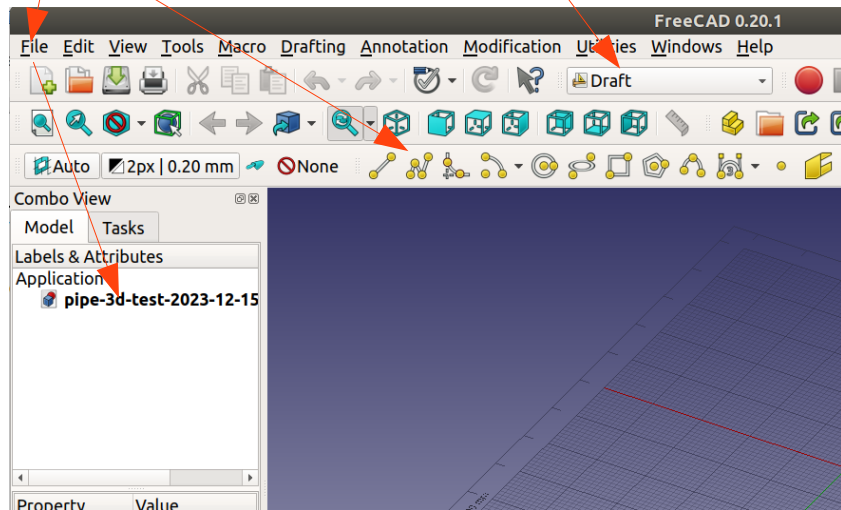 FreeCAD 0.20.1
File Edit View Tools Macro Drafting Annotation Modification Utilities Windows Help
Draft
Auto 2px | 0.20 mm None
Combo View
Model Tasks
Labels & Attributes
Application
pipe-3d-test-2023-12-15
Property Value